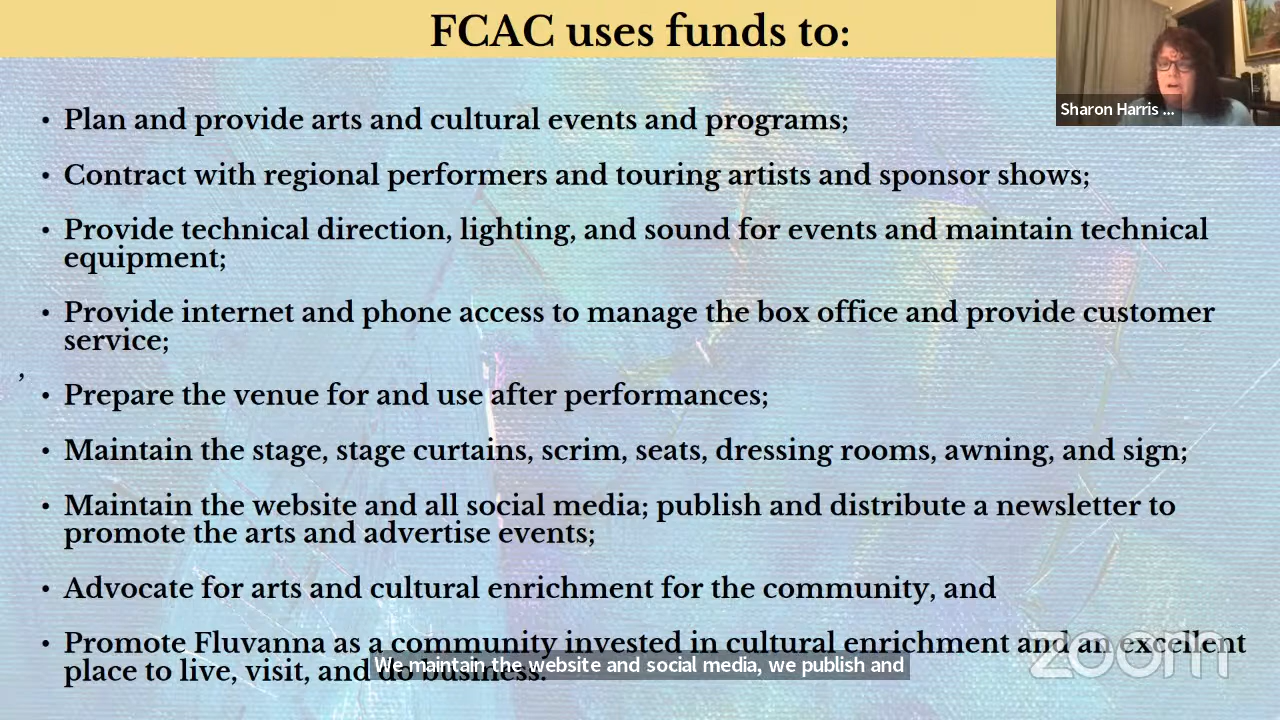 FCAC uses funds to:
Sharon Harris ...
• Plan and provide arts and cultural events and programs;
• Contract with regional performers and touring artists and sponsor shows;
• Provide technical direction, lighting, and sound for events and maintain technical
equipment;
• Provide internet and phone access to manage the box office and provide customer
service;
,
• Prepare the venue for and use after performances;
• Maintain the stage, stage curtains, scrim, seats, dressing rooms, awning, and sign;
• Maintain the website and all social media; publish and distribute a newsletter to
promote the arts and advertise events;
• Advocate for arts and cultural enrichment for the community, and
• Promote Fluvanna as a community invested in cultural enrichment and an excellent
place to live, visit, and do business.
We maintain the website and social media, we publish and
zoom